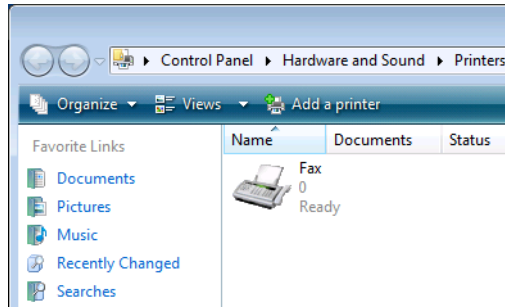 Control Panel Hardware and Sound Printers
Organize Views Add a printer
Favorite Links
Documents
Pictures
Music
Recently Changed
Searches
Name Documents Status
Fax
0
Ready